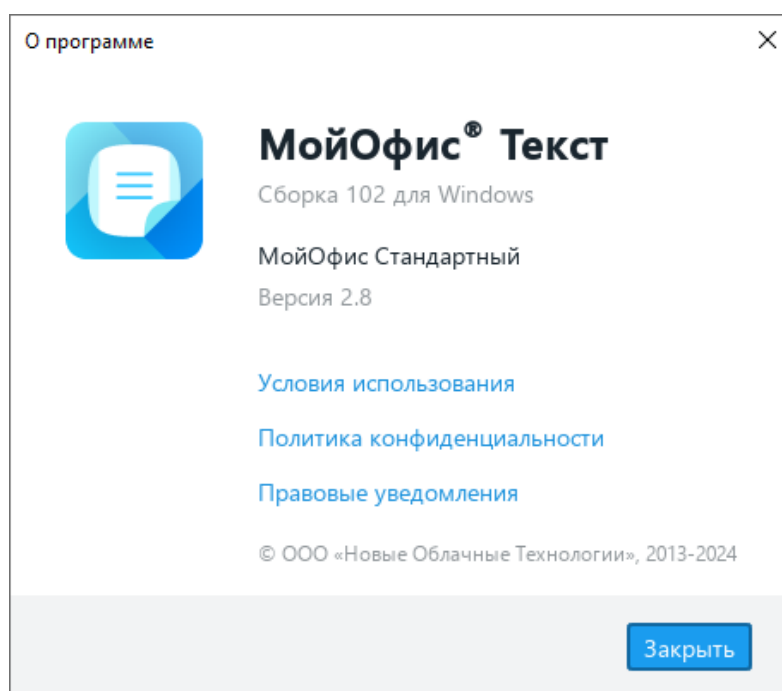 О программе
МойОфис® Текст
Сборка 102 для Windows
МойОфис Стандартный
Версия 2.8
Условия использования
Политика конфиденциальности
Правовые уведомления
© ООО «Новые Облачные Технологии», 2013-2024
Закрыть